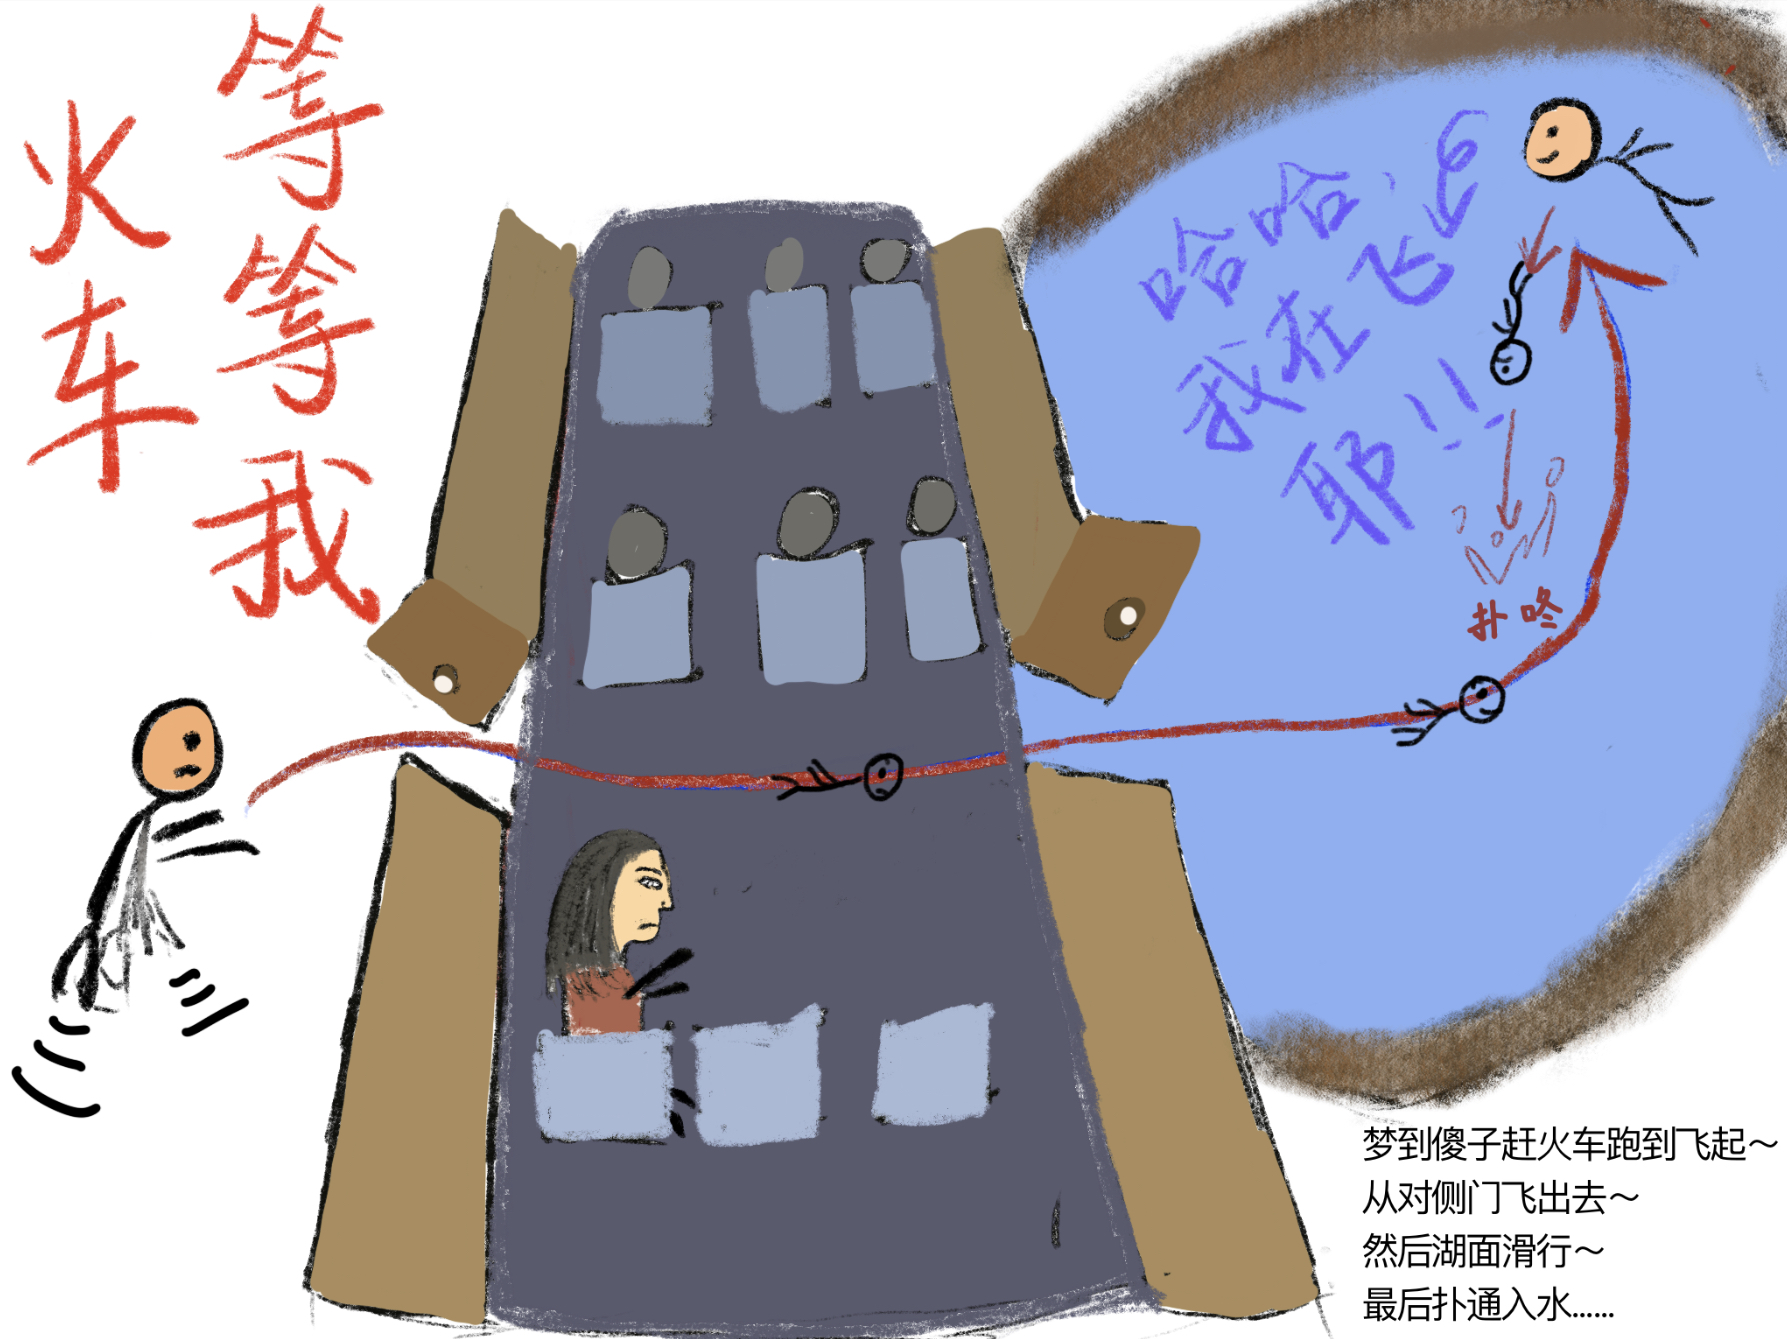 火车
等等我
哈哈,
我在飞
耶!!
扑咚
梦到傻子赶火车跑到飞起～
从对侧门飞出去～
然后湖面滑行～
最后扑通入水……